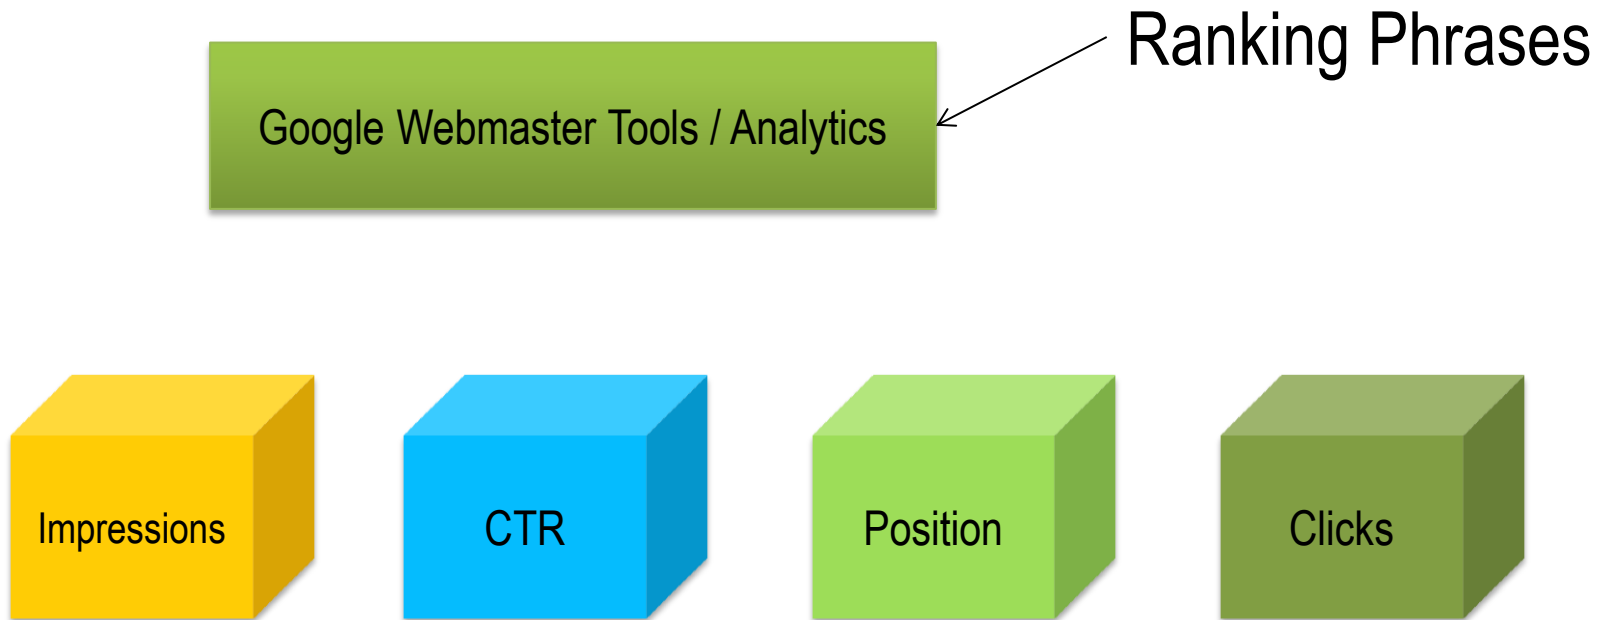 Ranking Phrases
Google Webmaster Tools / Analytics
Impressions
CTR
Position
Clicks